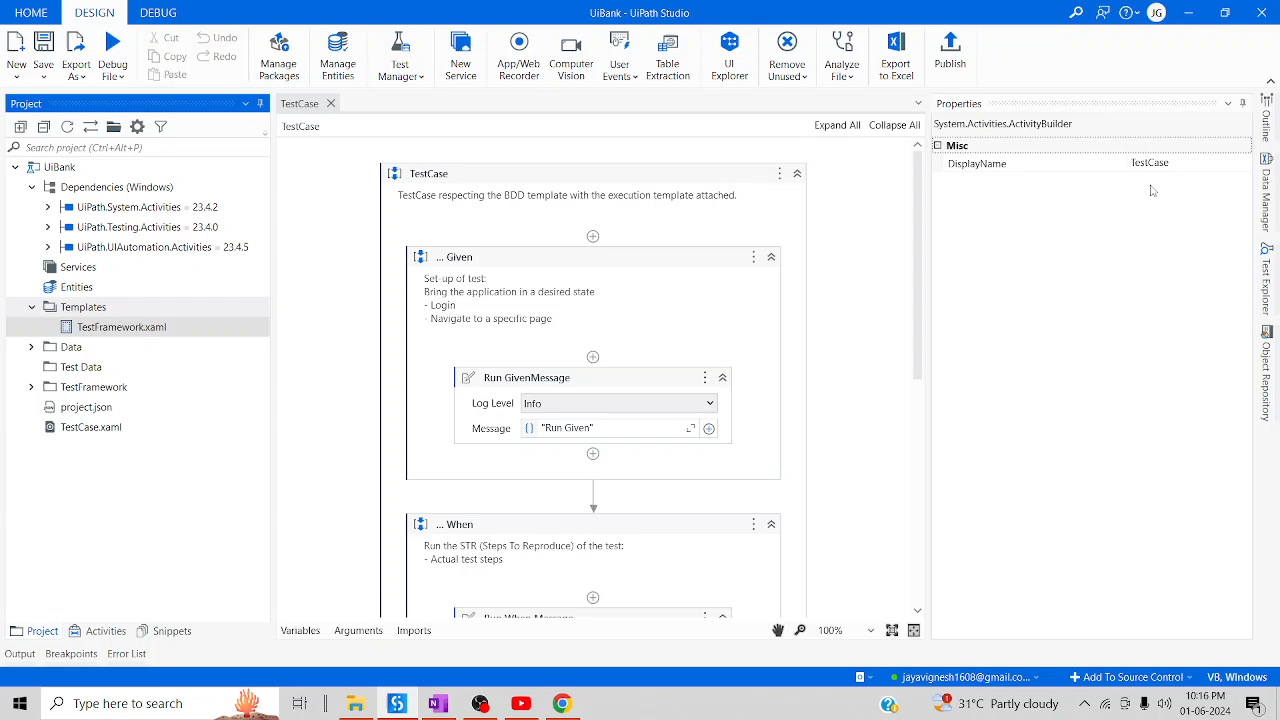 HOME DESIGN DEBUG UiBank - UiPath Studio JG
New Save Export As Debug File Cut Copy Paste Undo Redo Manage Packages Manage Entities Test Manager New Service App/Web Recorder Computer Vision User Events Table Extraction UI Explorer Remove Unused Analyze File Export to Excel Publish
Project
Search project (Ctrl+Alt+P)
UiBank
Dependencies (Windows)
UiPath.System.Activities = 23.4.2
UiPath.Testing.Activities = 23.4.0
UiPath.UIAutomation.Activities = 23.4.5
Services
Entities
Templates
TestFramework.xaml
Data
Test Data
TestFramework
project.json
TestCase.xaml
Project Activities Snippets
TestCase
TestCase Expand All Collapse All
TestCase
TestCase respecting the BDD template with the execution template attached.
... Given
Set-up of test:
Bring the application in a desired state
- Login
- Navigate to a specific page
Run GivenMessage
Log Level Info
Message "Run Given"
... When
Run the STR (Steps To Reproduce) of the test:
- Actual test steps
Run When Message
Variables Arguments Imports 100%
Properties
System.Activities.ActivityBuilder
Misc
DisplayName TestCase
Outline
Data Manager
Test Explorer
Object Repository
Output Breakpoints Error List
jayavignesh1608@gmail.co... Add To Source Control VB, Windows
Type here to search
31°C Partly cloudy
10:16 PM
01-06-2024